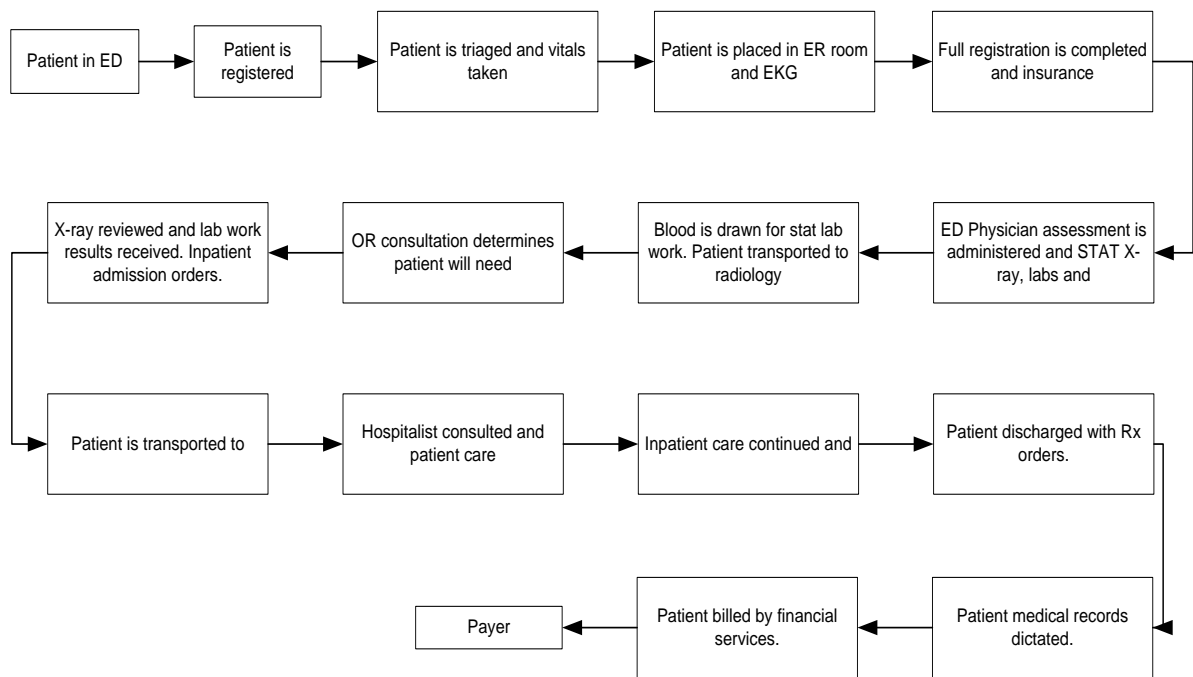 Patient in ED
Patient is
registered
Patient is triaged and vitals
taken
Patient is placed in ER room
and EKG
Full registration is completed
and insurance
ED Physician assessment is
administered and STAT X-
ray, labs and
Blood is drawn for stat lab
work. Patient transported to
radiology
OR consultation determines
patient will need
X-ray reviewed and lab work
results received. Inpatient
admission orders.
Patient is transported to
Hospitalist consulted and
patient care
Inpatient care continued and
Patient discharged with Rx
orders.
Patient medical records
dictated.
Patient billed by financial
services.
Payer